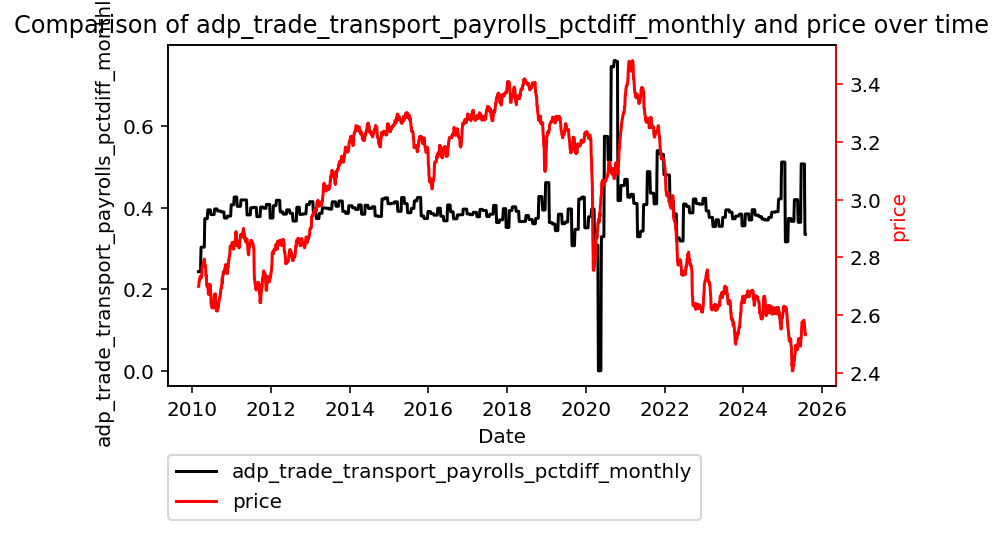 Comparison of adp_trade_transport_payrolls_pctdiff_monthly and price over time
adp_trade_transport_payrolls_pctdiff_monthly
0.6
0.4
0.2
0.0
3.4
3.2
3.0
2.8
2.6
2.4
price
2010 2012 2014 2016 2018 2020 2022 2024 2026
Date
adp_trade_transport_payrolls_pctdiff_monthly
price